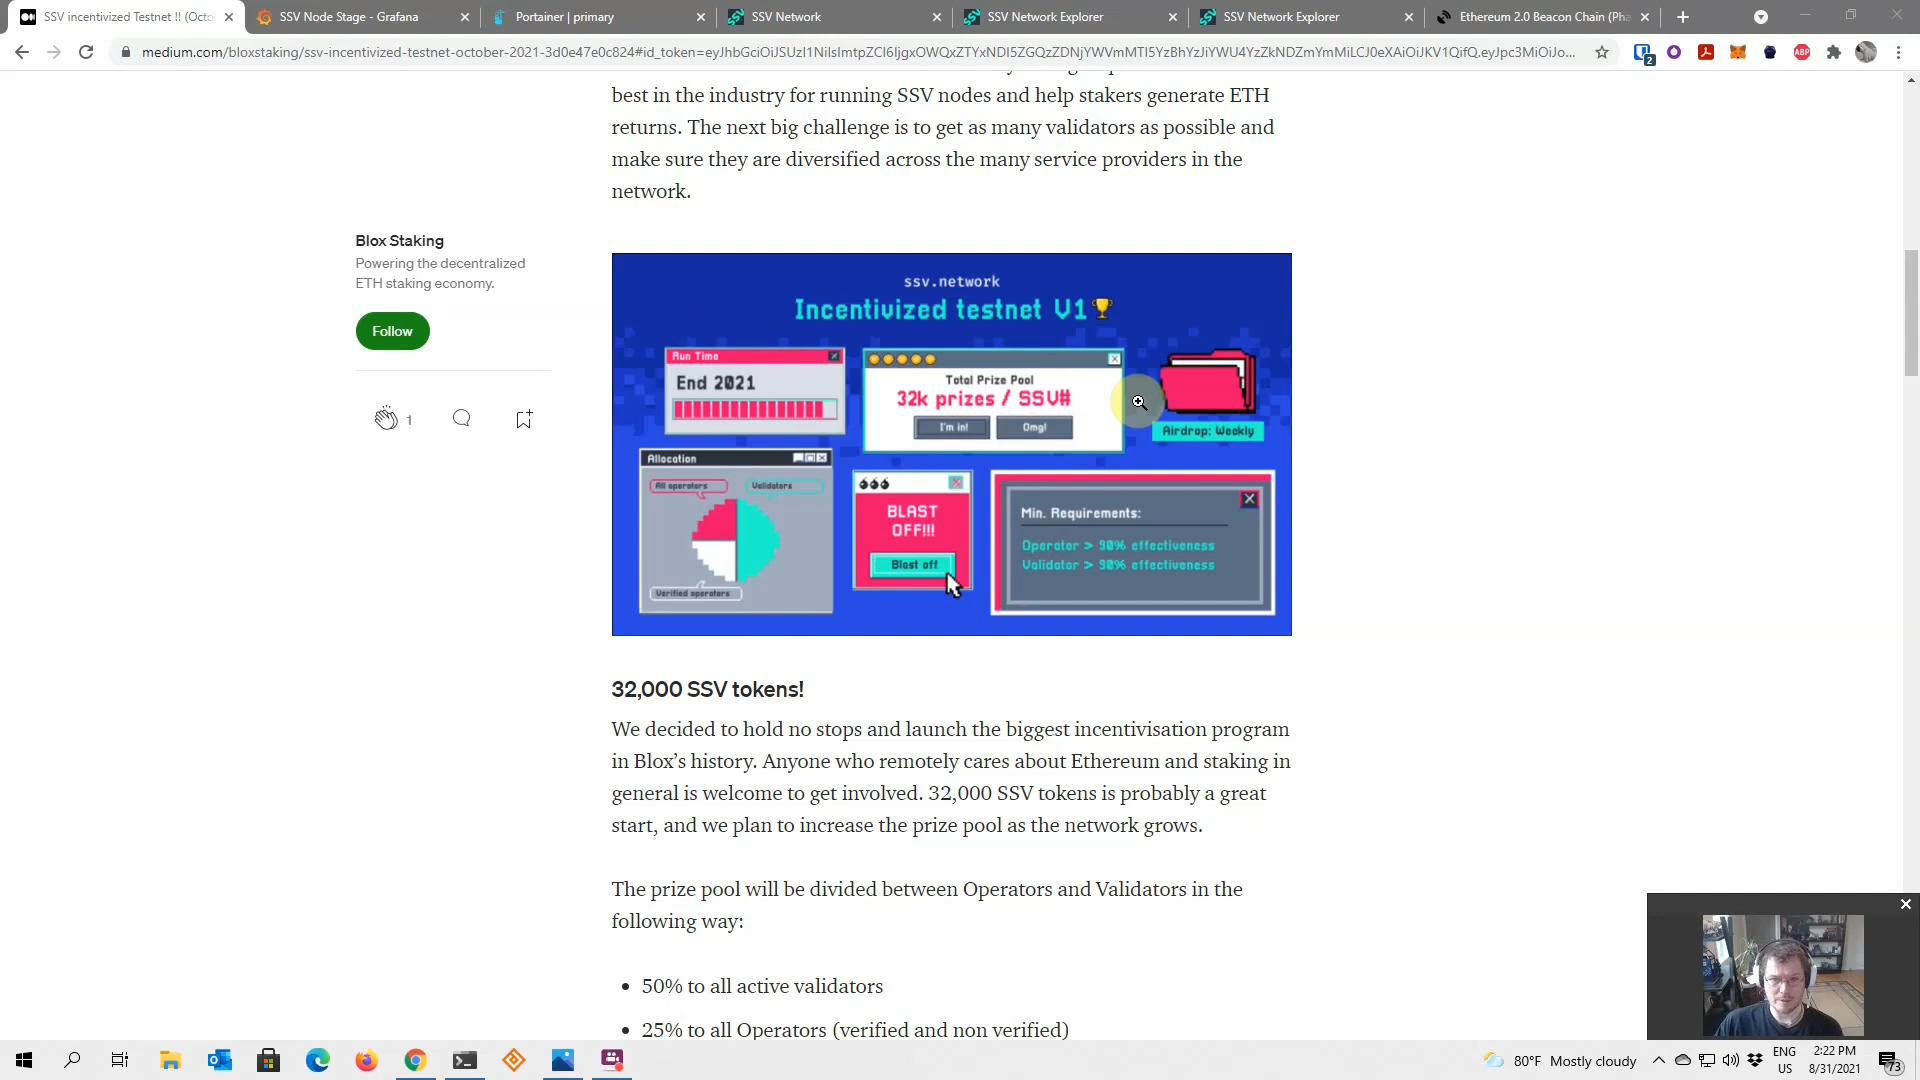 SSV incentivized Testnet !! (Octo
SSV Node Stage - Grafana
Portainer | primary
SSV Network
SSV Network Explorer
SSV Network Explorer
Ethereum 2.0 Beacon Chain (Pha
medium.com/bloxstaking/ssv-incentivized-testnet-october-2021-3d0e47e0c824#id_token=eyJhbGciOiJSUzI1NiIsImtpZCI6IjgxOWQxZTYxNDI5ZGQzZDNjYWVmMTI5YzBhYzJiYWU4YzZkNDZmYmMiLCJ0eXAiOiJKV1QifQ.eyJpc3MiOiJo...
2
ABP
best in the industry for running SSV nodes and help stakers generate ETH
returns. The next big challenge is to get as many validators as possible and
make sure they are diversified across the many service providers in the
network.
Blox Staking
Powering the decentralized
ETH staking economy.
Follow
1
ssv.network
Incentivized testnet V1
Run Time
End 2021
Total Prize Pool
32k prizes / SSV#
I'm in!
Omg!
Airdrop: Weekly
Allocation
All operators
Validators
Verified operators
BLAST
OFF!!!
Blast off
Min. Requirements:
Operator > 90% effectiveness
Validator > 90% effectiveness
32,000 SSV tokens!
We decided to hold no stops and launch the biggest incentivisation program
in Blox’s history. Anyone who remotely cares about Ethereum and staking in
general is welcome to get involved. 32,000 SSV tokens is probably a great
start, and we plan to increase the prize pool as the network grows.
The prize pool will be divided between Operators and Validators in the
following way:
50% to all active validators
25% to all Operators (verified and non verified)
80°F Mostly cloudy
ENG
US
2:22 PM
8/31/2021
73